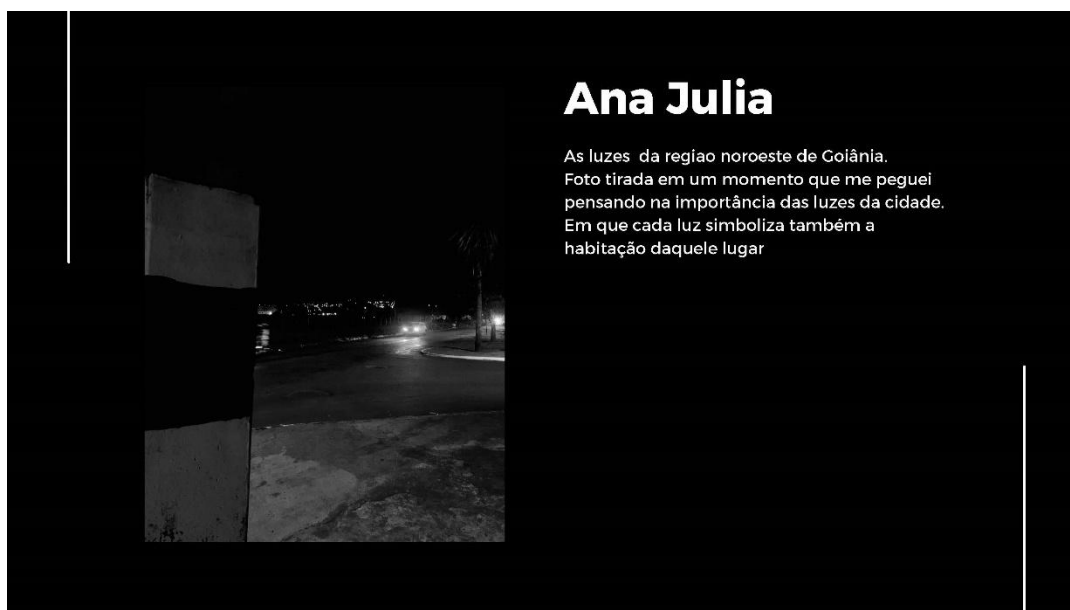 Ana Julia
As luzes  da regiao noroeste de Goiânia.
Foto tirada em um momento que me peguei
pensando na importância das luzes da cidade.
Em que cada luz simboliza também a
habitação daquele lugar